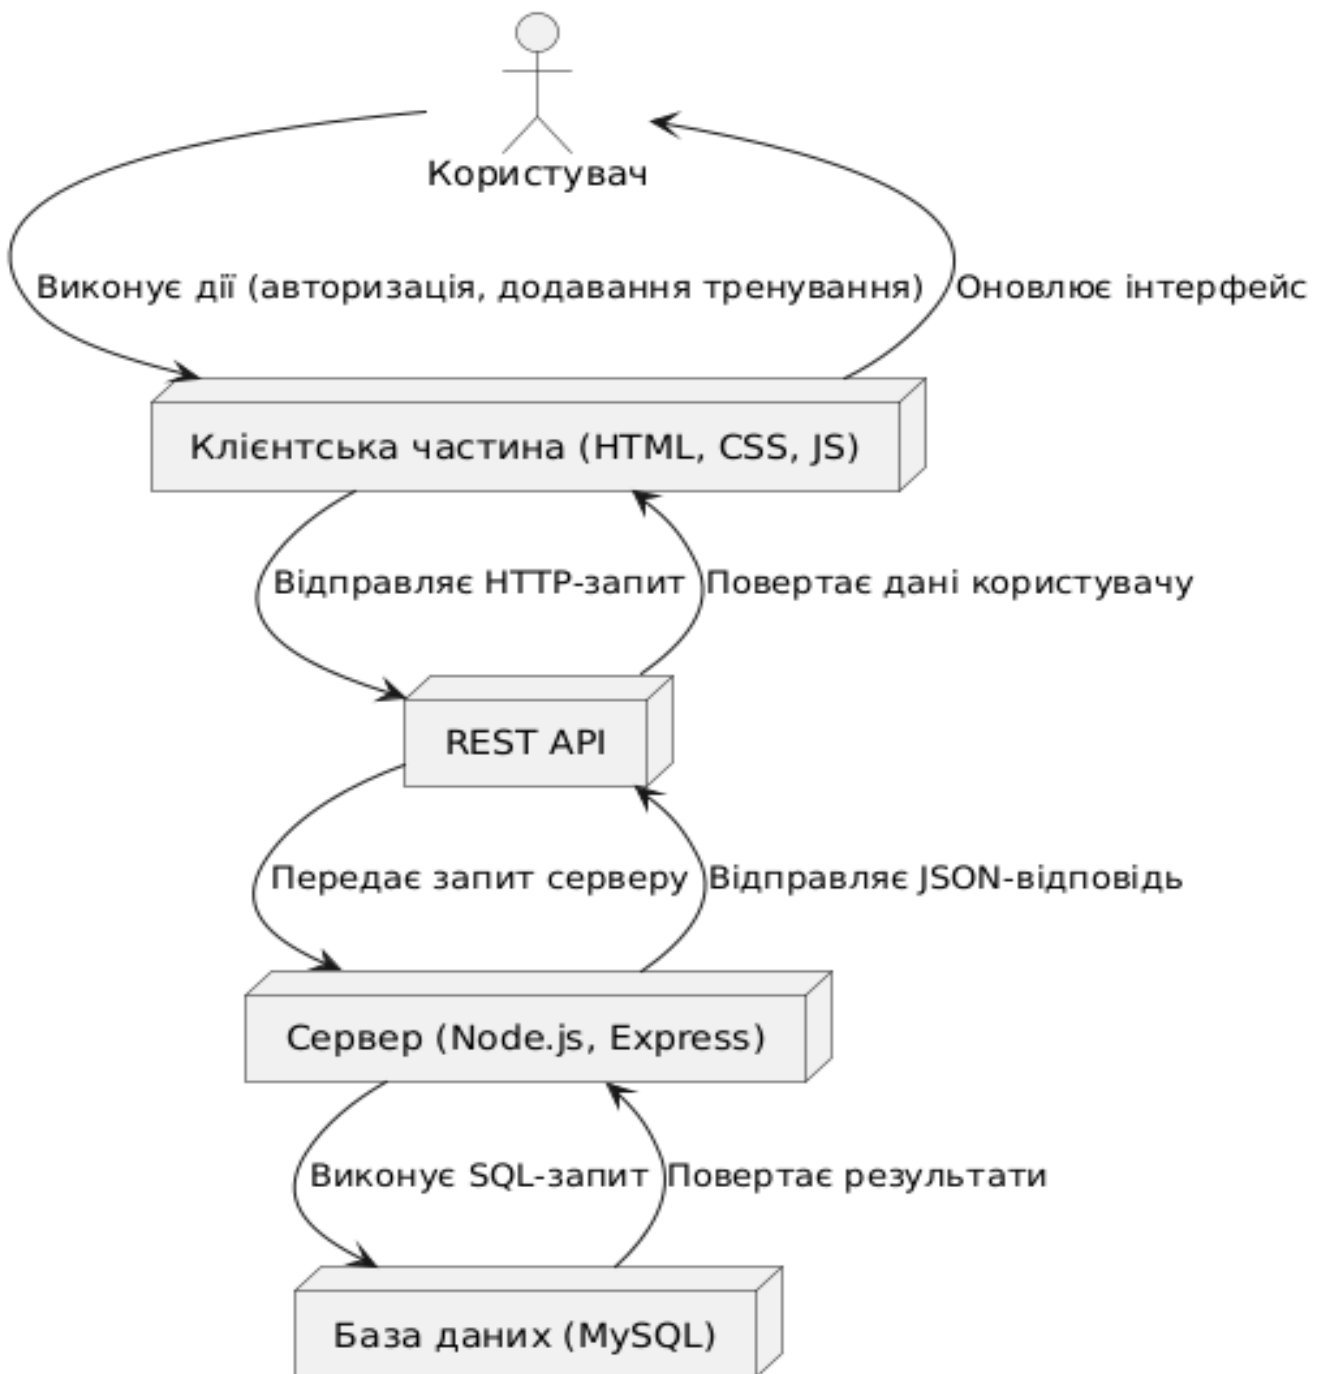 Користувач
Виконує дії (авторизація, додавання тренування)
Оновлює інтерфейс
Клієнтська частина (HTML, CSS, JS)
Відправляє HTTP-запит
Повертає дані користувачу
REST API
Передає запит серверу
Відправляє JSON-відповідь
Сервер (Node.js, Express)
Виконує SQL-запит
Повертає результати
База даних (MySQL)